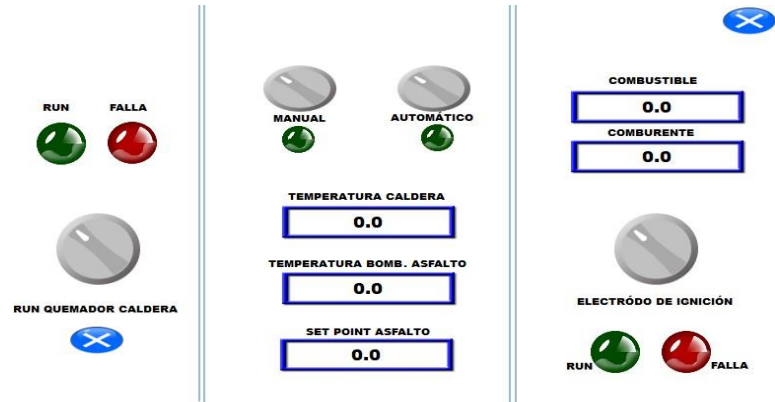 RUN FALLA
RUN QUEMADOR CALDERA
MANUAL AUTOMÁTICO
TEMPERATURA CALDERA
0.0
TEMPERATURA BOMB. ASFALTO
0.0
SET POINT ASFALTO
0.0
COMBUSTIBLE
0.0
COMBURENTE
0.0
ELECTRÓDO DE IGNICIÓN
RUN FALLA